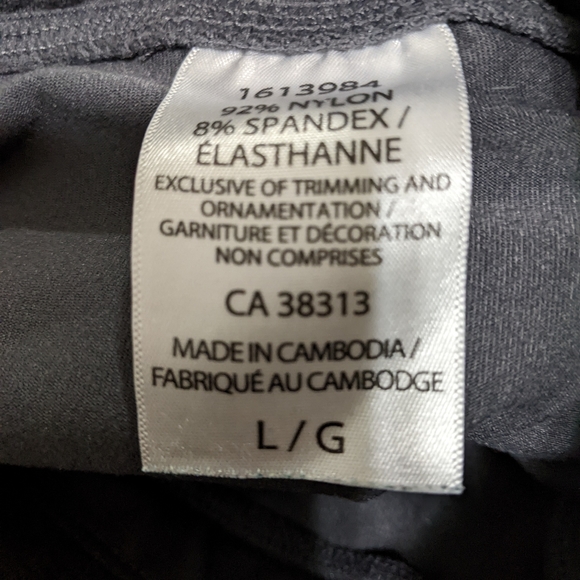 1613984
92% NYLON
8% SPANDEX /
ÉLASTHANNE
EXCLUSIVE OF TRIMMING AND
ORNAMENTATION /
GARNITURE ET DÉCORATION
NON COMPRISES
CA 38313
MADE IN CAMBODIA /
FABRIQUÉ AU CAMBODGE
L / G